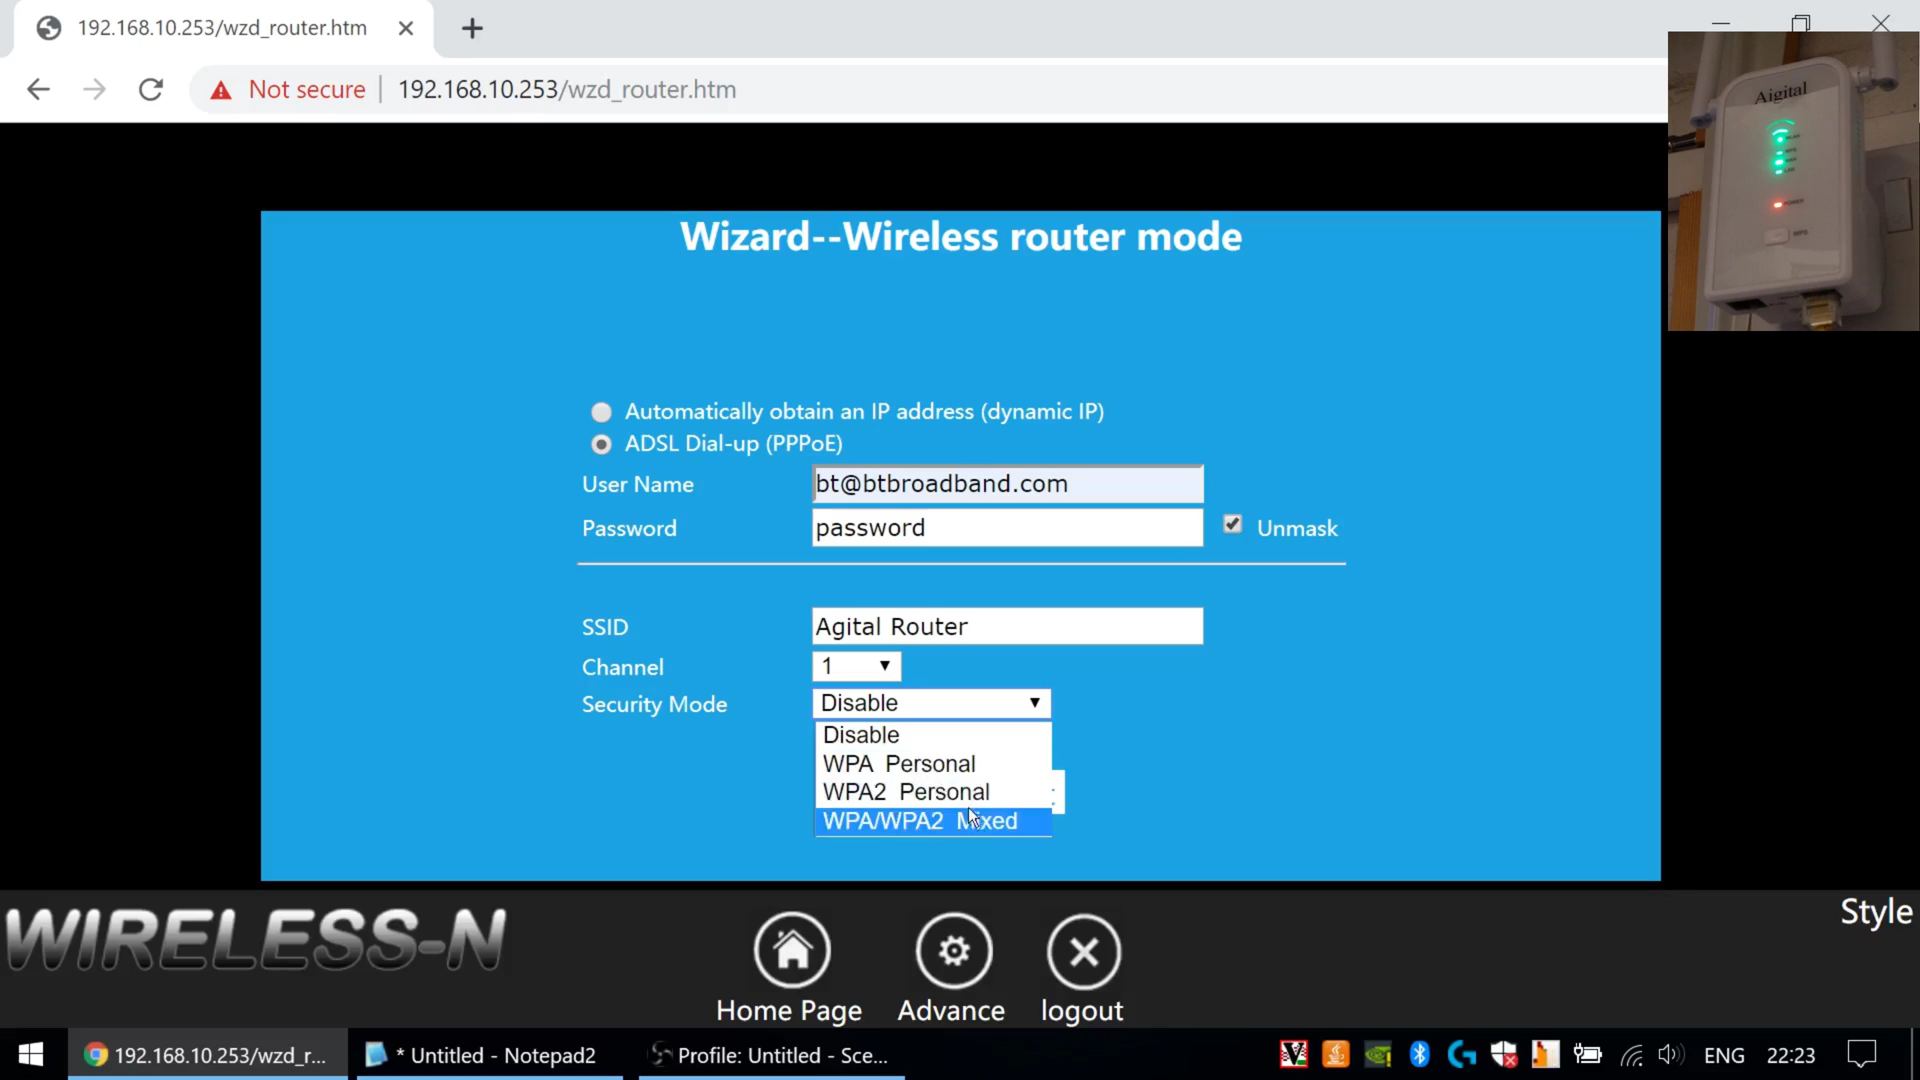 192.168.10.253/wzd_router.htm
Not secure
192.168.10.253/wzd_router.htm
Aigital
WPS
Wizard--Wireless router mode
Automatically obtain an IP address (dynamic IP)
ADSL Dial-up (PPPoE)
User Name bt@btbroadband.com
Password password Unmask
SSID Agital Router
Channel 1
Security Mode Disable
Disable
WPA Personal
WPA2 Personal
WPA/WPA2 Mixed
WIRELESS-N
Home Page Advance logout
Style
192.168.10.253/wzd_r...
* Untitled - Notepad2
Profile: Untitled - Sce...
ENG
22:23